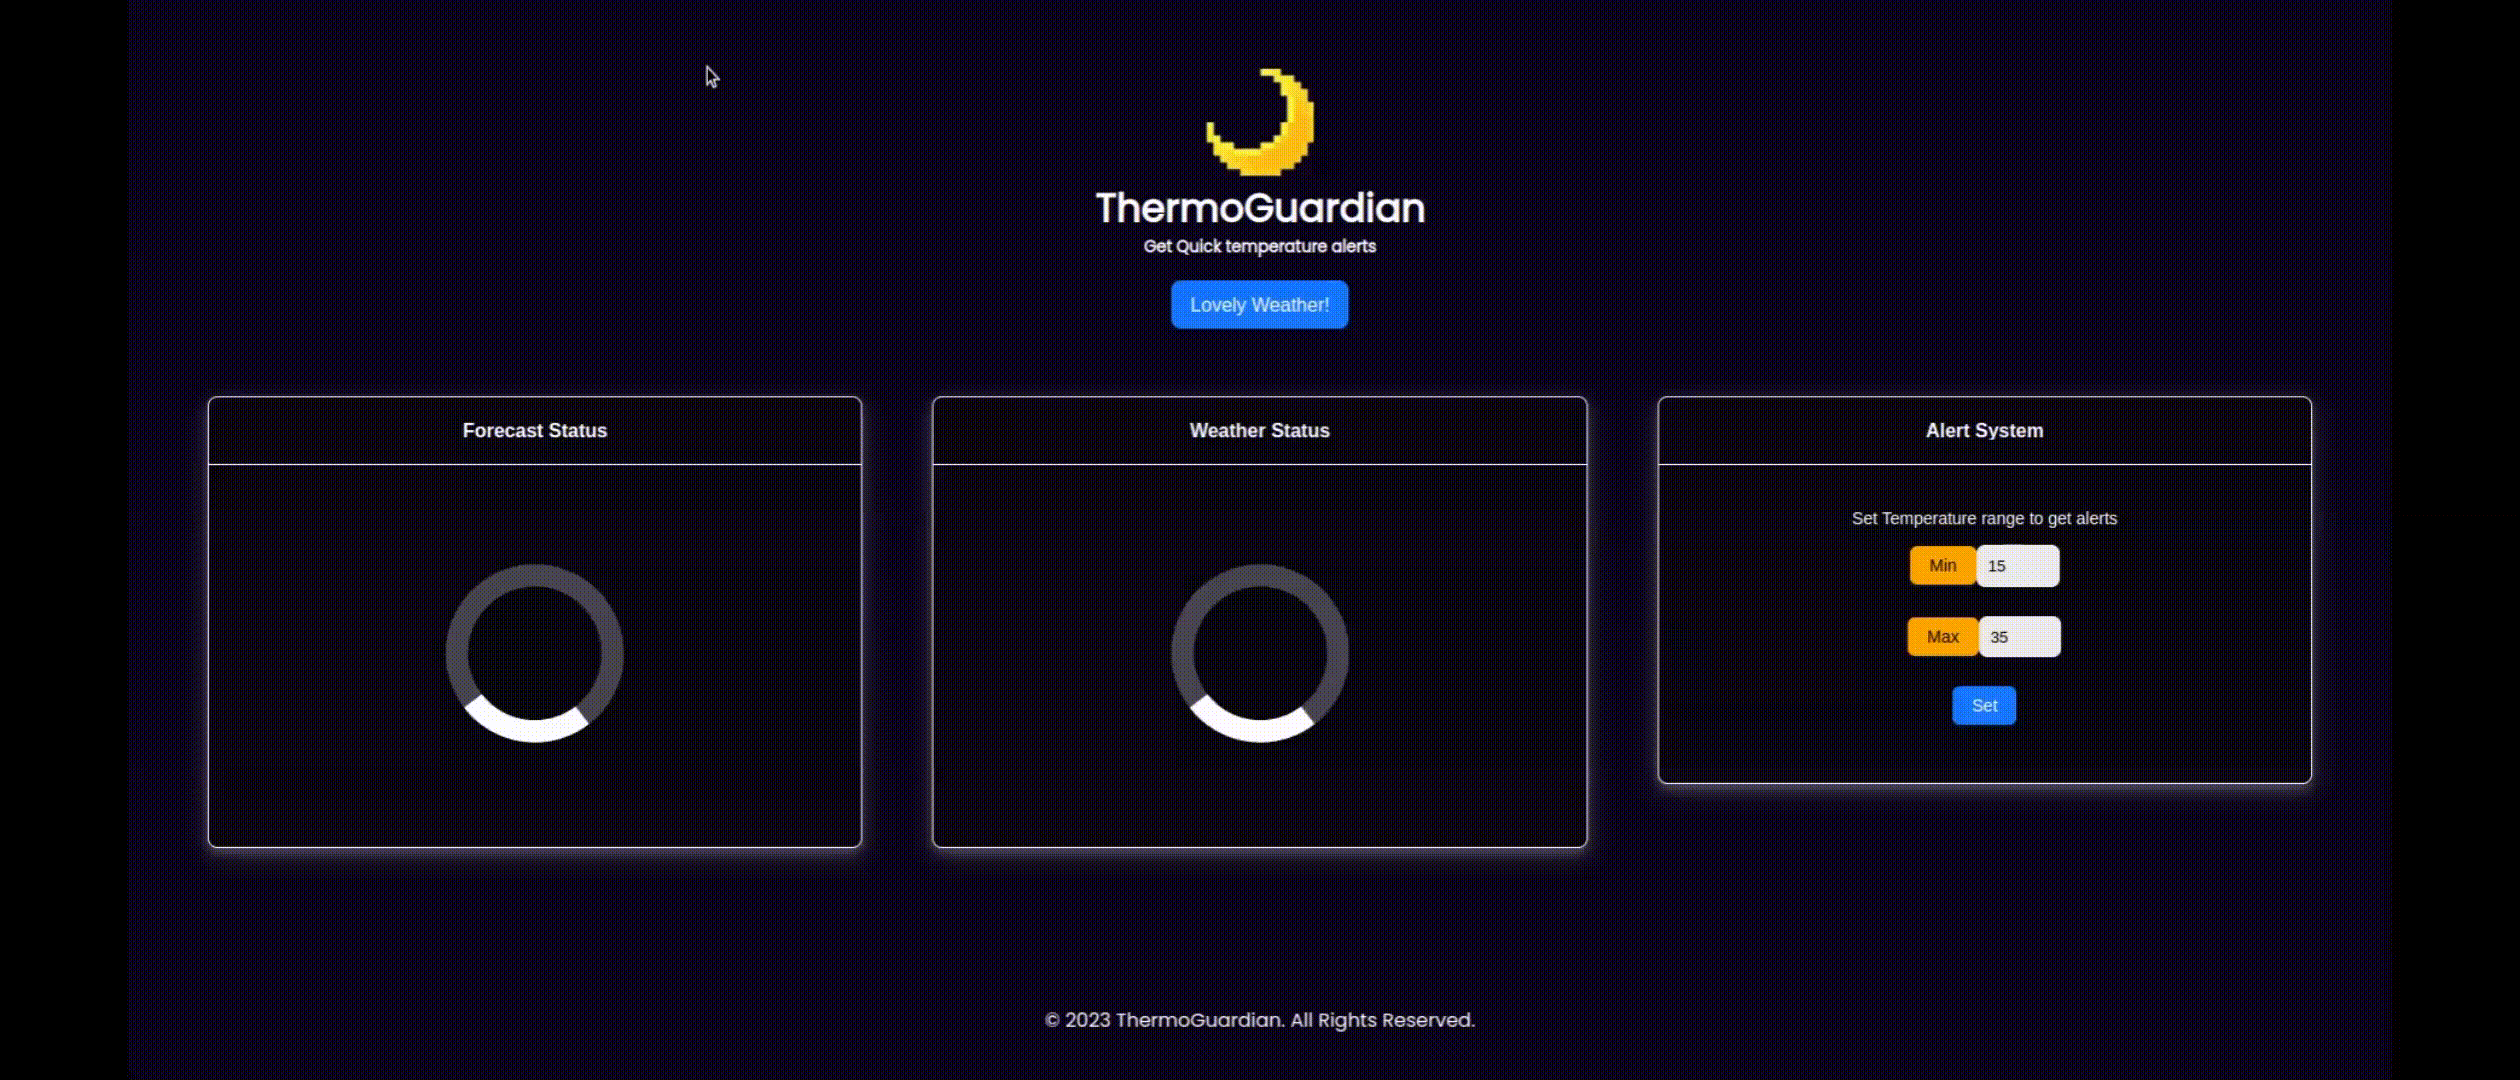 ThermoGuardian
Get Quick temperature alerts
Lovely Weather!
Forecast Status
Weather Status
Alert System
Set Temperature range to get alerts
Min 15
Max 35
Set
© 2023 ThermoGuardian. All Rights Reserved.